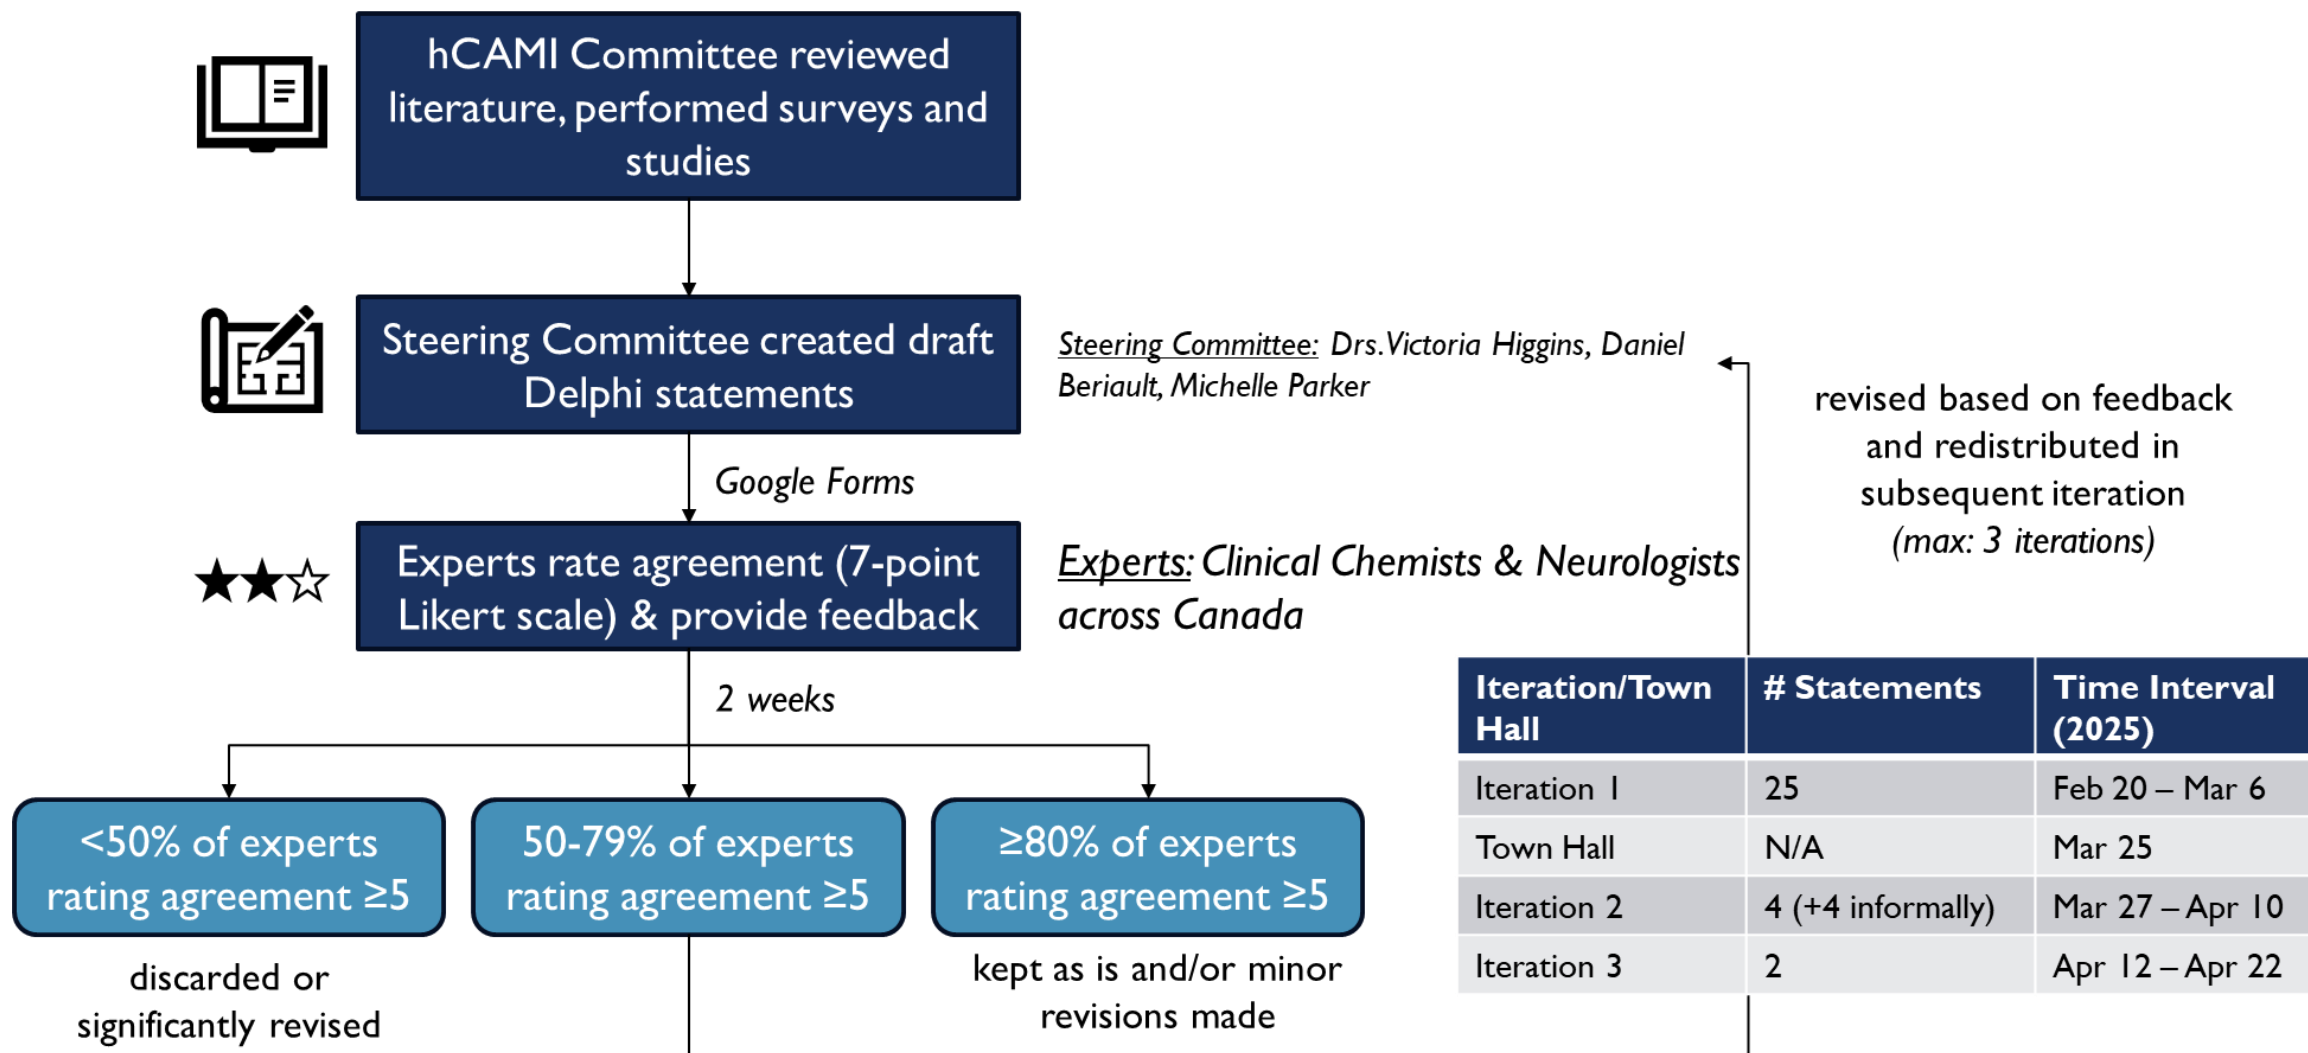 hCAMI Committee reviewed
literature, performed surveys and
studies
Steering Committee created draft
Delphi statements
Steering Committee: Drs. Victoria Higgins, Daniel
Beriault, Michelle Parker
revised based on feedback
and redistributed in
subsequent iteration
(max: 3 iterations)
Google Forms
Experts rate agreement (7-point
Likert scale) & provide feedback
Experts: Clinical Chemists & Neurologists
across Canada
2 weeks
<50% of experts
rating agreement ≥5
50-79% of experts
rating agreement ≥5
≥80% of experts
rating agreement ≥5
discarded or
significantly revised
kept as is and/or minor
revisions made
Iteration/Town
Hall
# Statements
Time Interval
(2025)
Iteration 1
25
Feb 20 – Mar 6
Town Hall
N/A
Mar 25
Iteration 2
4 (+4 informally)
Mar 27 – Apr 10
Iteration 3
2
Apr 12 – Apr 22